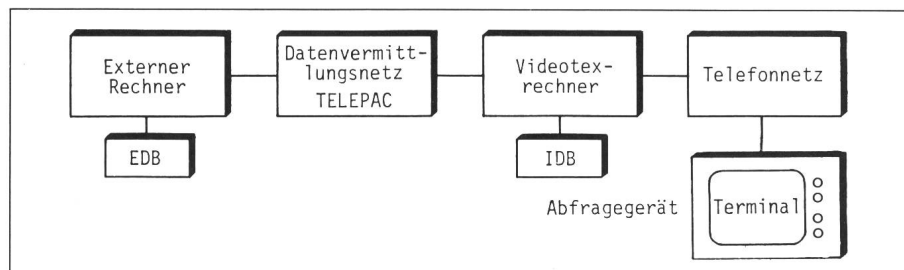 Externer
Rechner
Datenvermitt-
lungsnetz
TELEPAC
Videotex-
rechner
Telefonnetz
EDB
IDB
Abfragegerät
Terminal